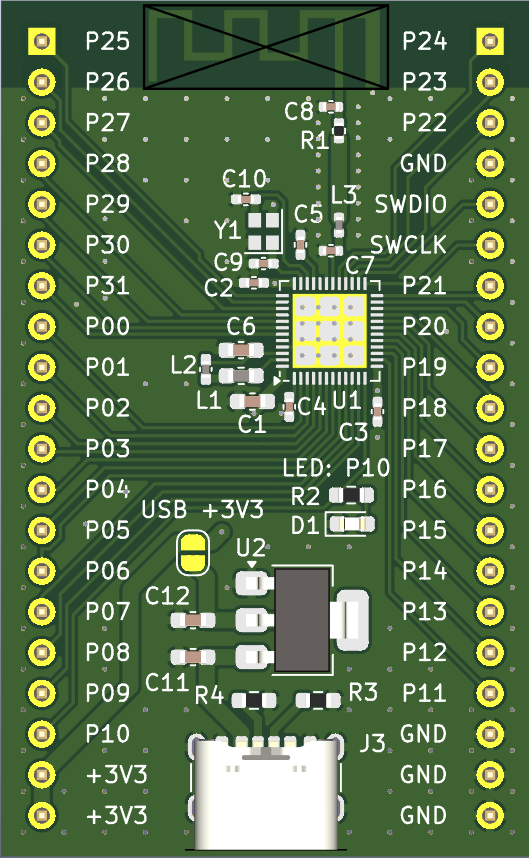 P25
P26
P27
P28
P29
P30
P31
P00
P01
P02
P03
P04
P05
P06
P07
P08
P09
P10
+3V3
+3V3
C8
R1
C10
L3
C5
Y1
C9
C7
C2
C6
L2
L1
C1
C4
U1
C3
LED: P10
R2
USB +3V3
D1
U2
C12
C11
R4
R3
J3
P24
P23
P22
GND
SWDIO
SWCLK
P21
P20
P19
P18
P17
P16
P15
P14
P13
P12
P11
GND
GND
GND